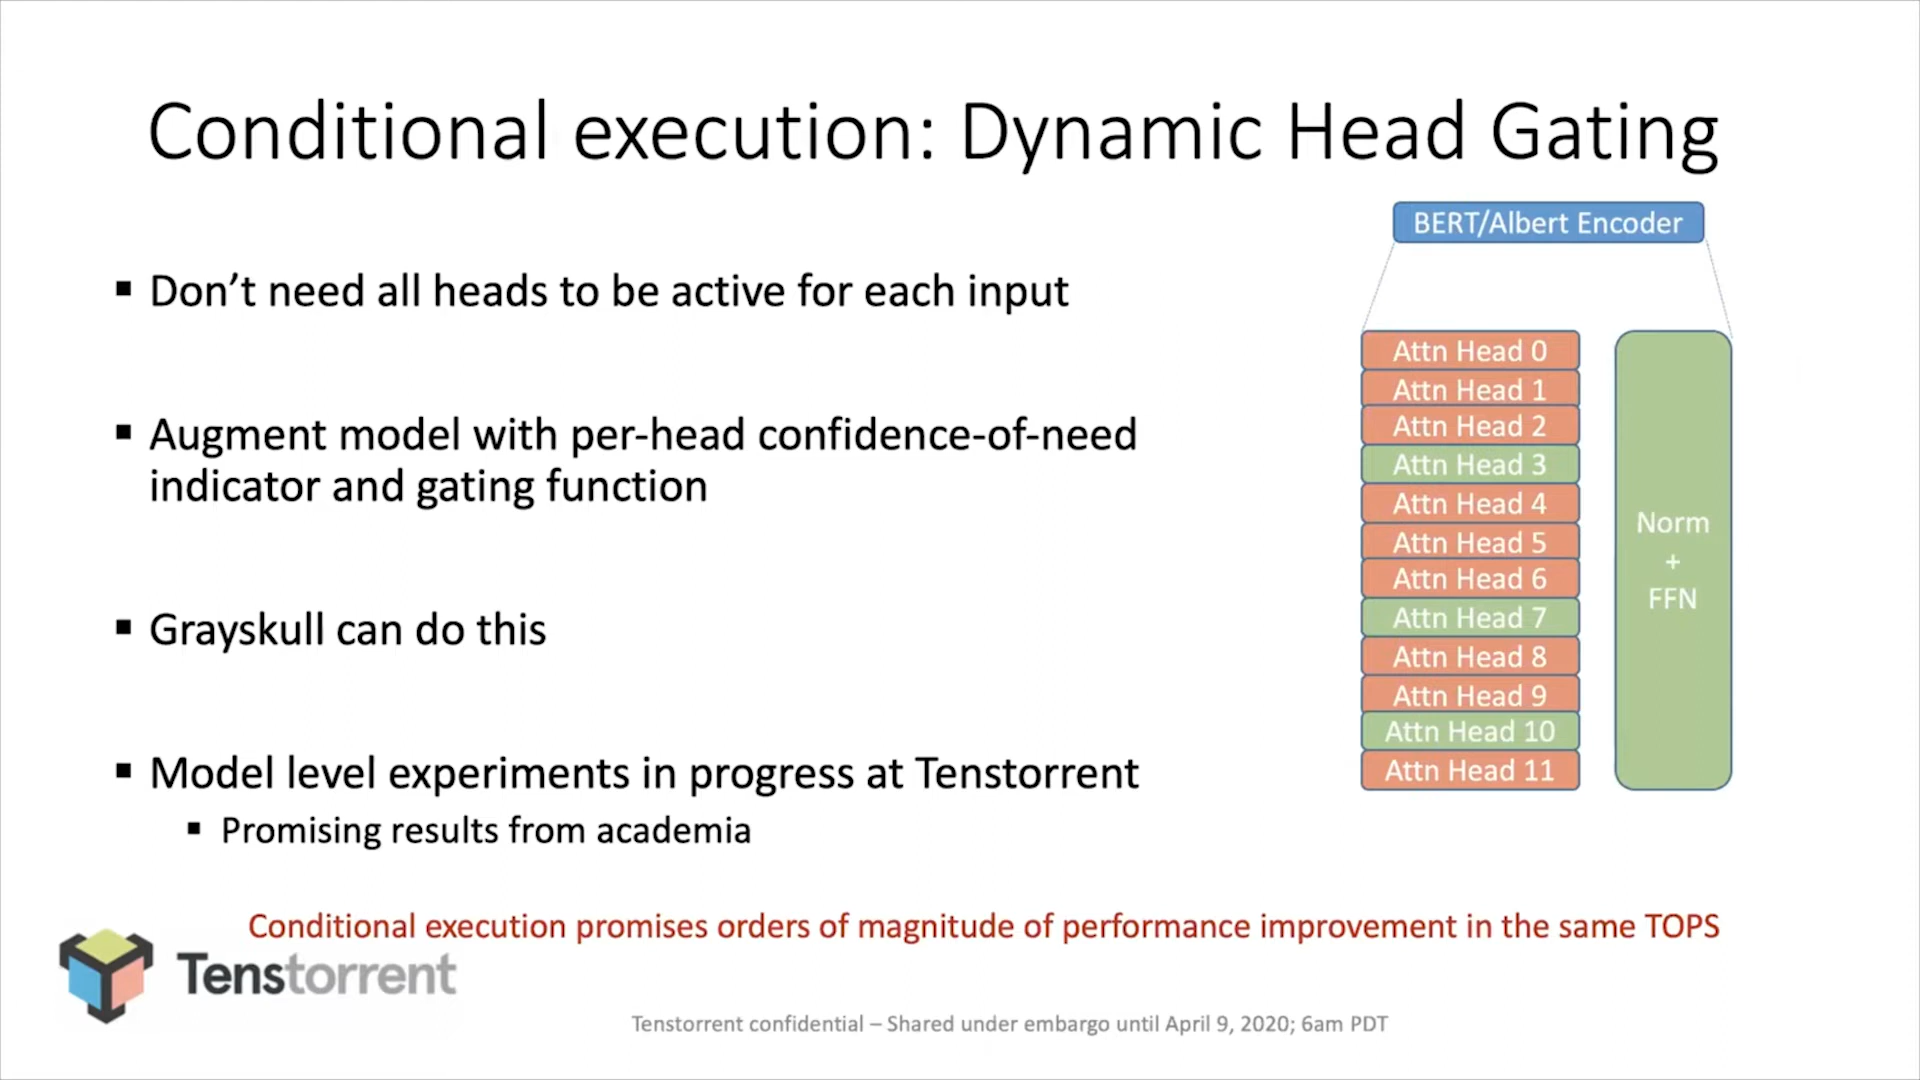 Conditional execution: Dynamic Head Gating
▪ Don’t need all heads to be active for each input
▪ Augment model with per-head confidence-of-need
indicator and gating function
▪ Grayskull can do this
▪ Model level experiments in progress at Tenstorrent
▪ Promising results from academia
BERT/Albert Encoder
Attn Head 0
Attn Head 1
Attn Head 2
Attn Head 3
Attn Head 4
Attn Head 5
Attn Head 6
Attn Head 7
Attn Head 8
Attn Head 9
Attn Head 10
Attn Head 11
Norm
+
FFN
Conditional execution promises orders of magnitude of performance improvement in the same TOPS
Tenstorrent
Tenstorrent confidential – Shared under embargo until April 9, 2020; 6am PDT